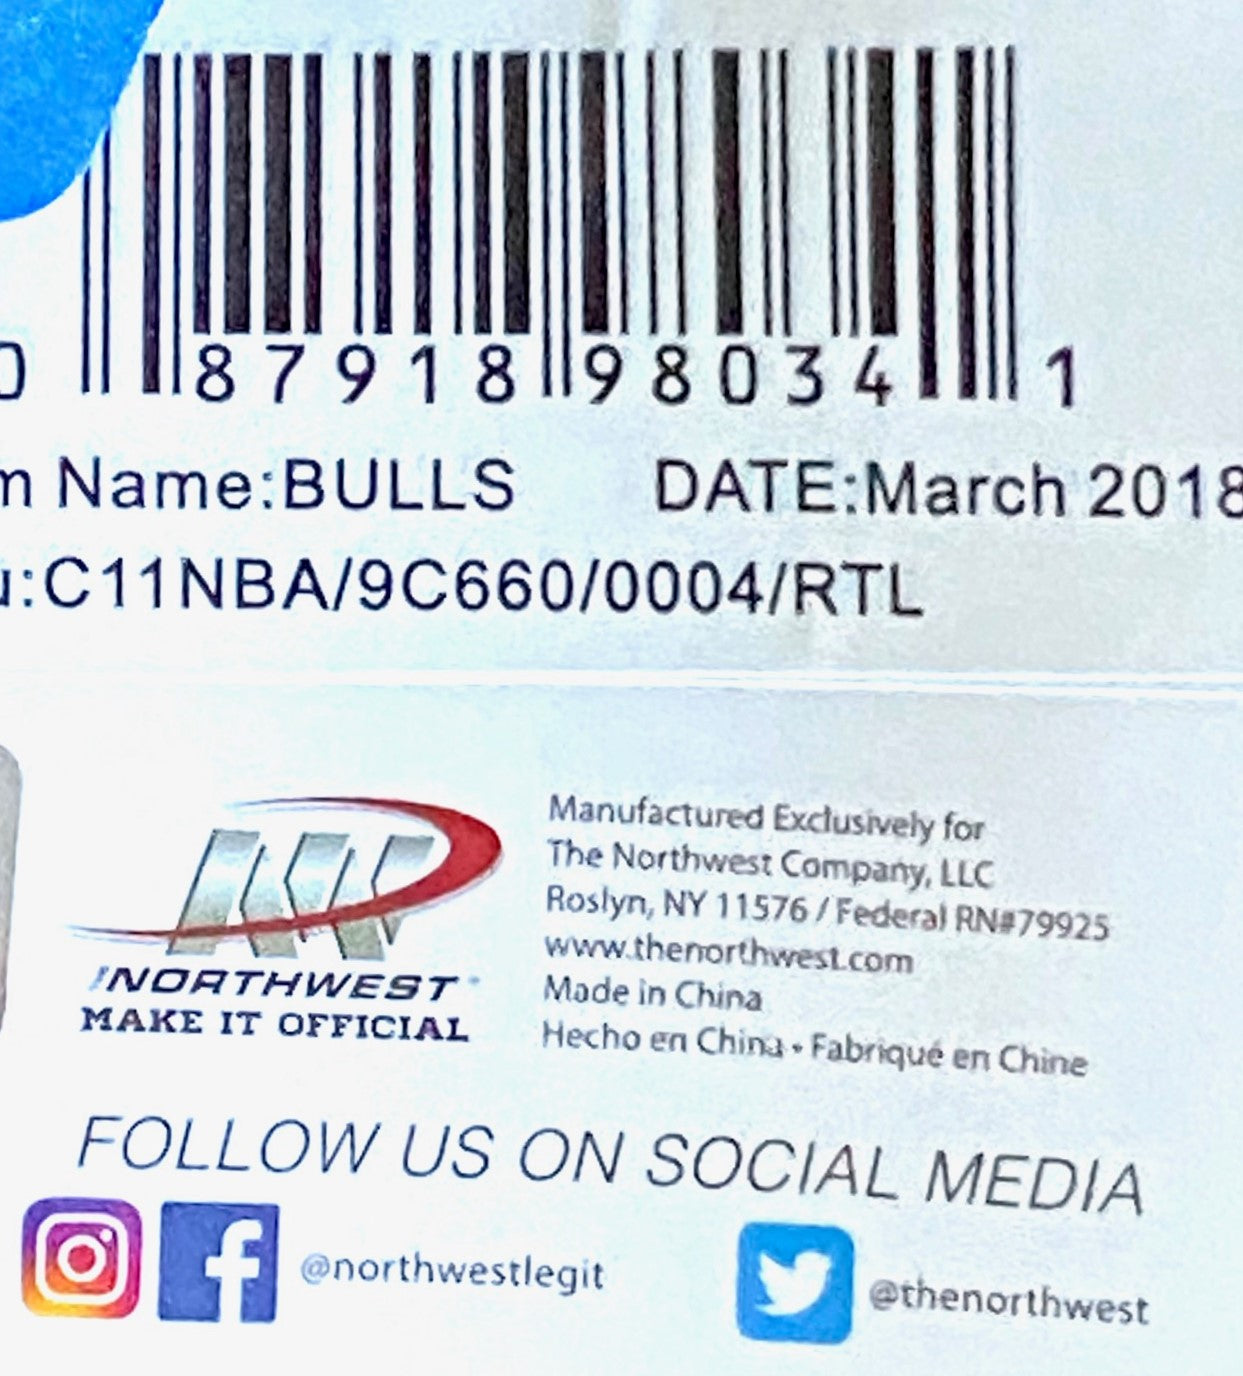 0 87918 98034 1
m Name:BULLS DATE:March 2018
u:C11NBA/9C660/0004/RTL
Manufactured Exclusively for
The Northwest Company, LLC
Roslyn, NY 11576 / Federal RN#79925
www.thenorthwest.com
Made in China
Hecho en China • Fabriqué en Chine
THE NORTHWEST
MAKE IT OFFICIAL
FOLLOW US ON SOCIAL MEDIA
@northwestlegit @thenorthwest